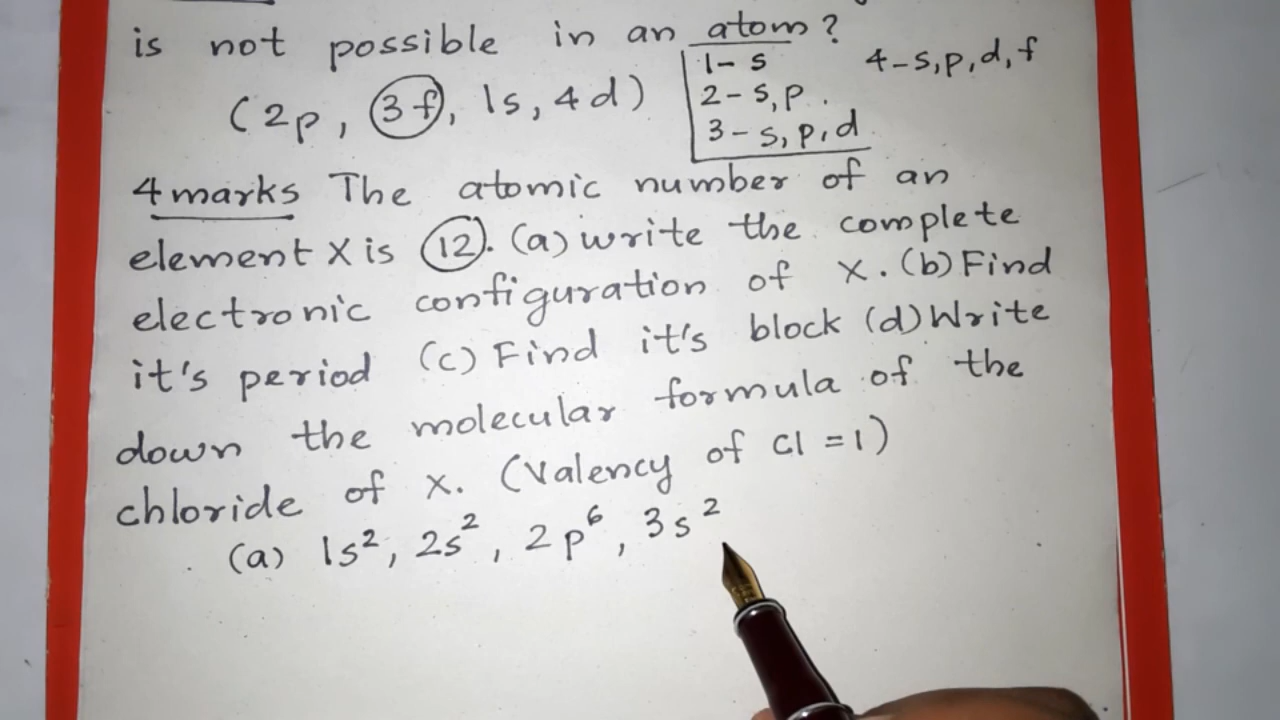 is not possible in an atom?
(2p, 3f, 1s, 4d)
1- s
2- s,p.
3- s,p,d
4-s,p,d,f
4marks The atomic number of an
element X is 12. (a) write the complete
electronic configuration of X. (b) Find
it's period (c) Find it's block (d) Write
down the molecular formula of the
chloride of X. (Valency of Cl =1)
(a) 1s², 2s², 2p⁶, 3s²